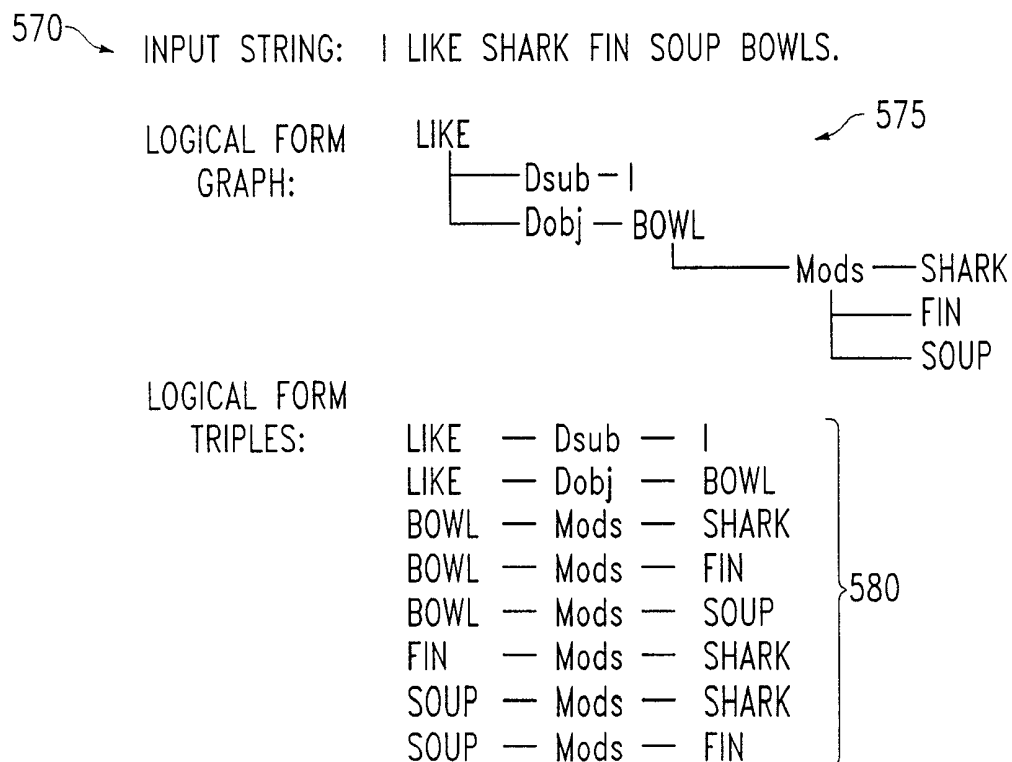 570
INPUT STRING: I LIKE SHARK FIN SOUP BOWLS.
575
LOGICAL FORM GRAPH:
LIKE
Dsub — I
Dobj — BOWL
Mods — SHARK
FIN
SOUP
LOGICAL FORM TRIPLES:
LIKE — Dsub — I
LIKE — Dobj — BOWL
BOWL — Mods — SHARK
BOWL — Mods — FIN
BOWL — Mods — SOUP
FIN — Mods — SHARK
SOUP — Mods — SHARK
SOUP — Mods — FIN
580